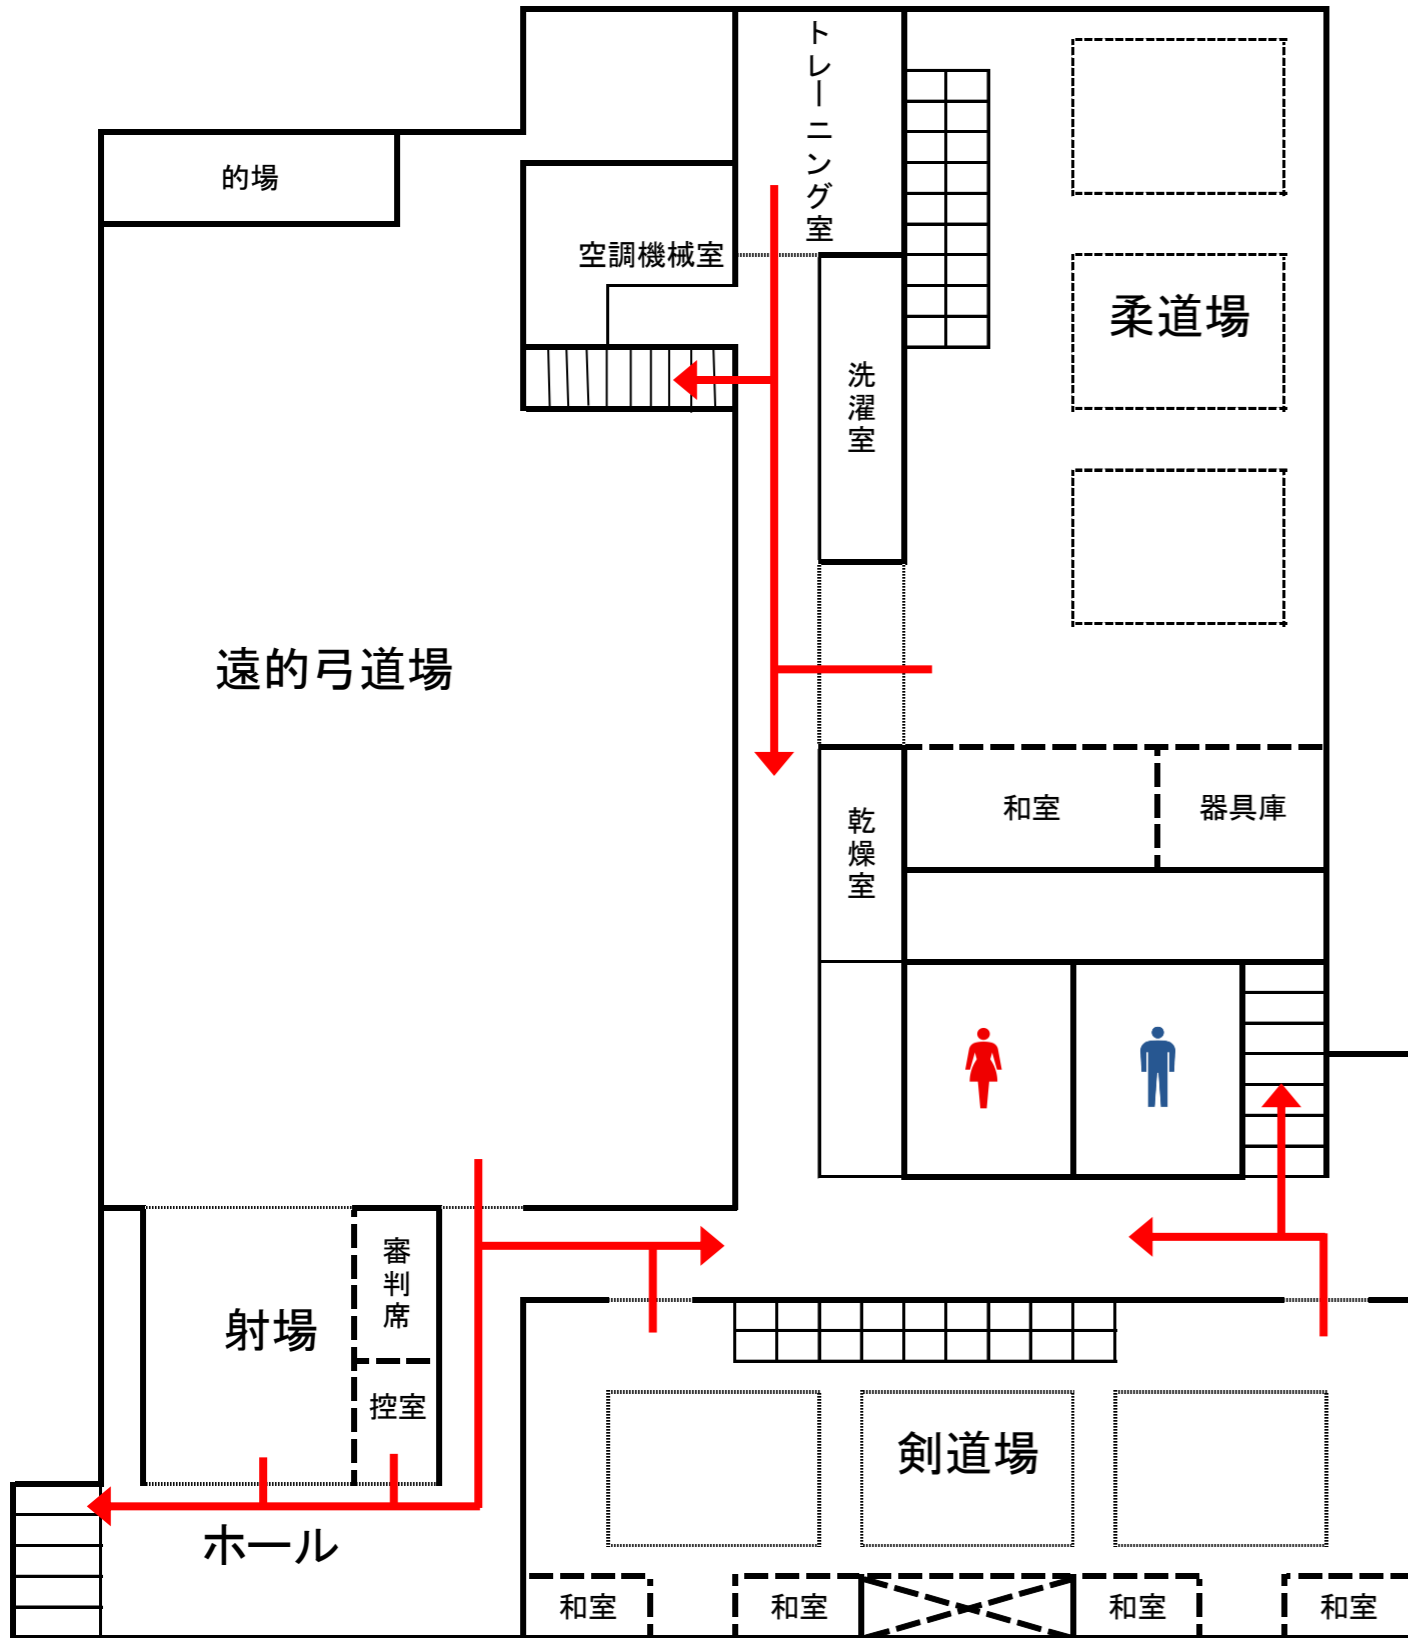 トレーニング室
的場
空調機械室
柔道場
洗濯室
遠的弓道場
和室
器具庫
乾燥室
審判席
射場
控室
剣道場
ホール
和室
和室
和室
和室